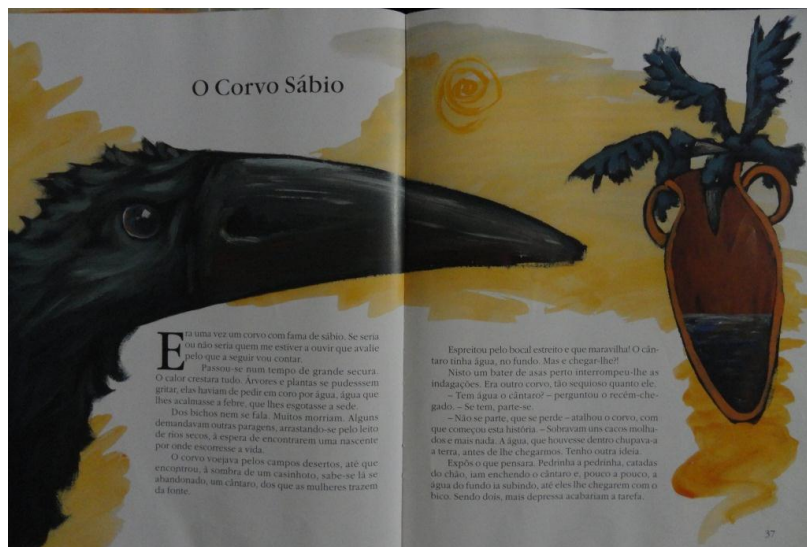 O Corvo Sábio
Era uma vez um corvo com fama de sábio. Se seria
ou não seria quem me estiver a ouvir que avalie
pelo que a seguir vou contar.
Passou-se num tempo de grande secura.
O calor crestara tudo. Árvores e plantas se pudesssem
gritar, elas haviam de pedir em coro por água, água que
lhes acalmasse a febre, que lhes esgotasse a sede.
Dos bichos nem se fala. Muitos morriam. Alguns
demandavam outras paragens, arrastando-se pelo leito
de rios secos, à espera de encontrarem uma nascente
por onde escorresse a vida.
O corvo voejava pelos campos desertos, até que
encontrou, à sombra de um casinhoto, sabe-se lá se
abandonado, um cântaro, dos que as mulheres trazem
da fonte.
Espreitou pelo bocal estreito e que maravilha! O cân-
taro tinha água, no fundo. Mas e chegar-lhe?!
Nisto um bater de asas perto interrompeu-lhe as
indagações. Era outro corvo, tão sequioso quanto ele.
– Tem água o cântaro? – perguntou o recém-che-
gado. – Se tem, parte-se.
– Não se parte, que se perde – atalhou o corvo, com
que começou esta história. – Sobravam uns cacos molha-
dos e mais nada. A água, que houvesse dentro chupava-a
a terra, antes de lhe chegarmos. Tenho outra ideia.
Expôs o que pensara. Pedrinha a pedrinha, catadas
do chão, iam enchendo o cântaro e, pouco a pouco, a
água do fundo ia subindo, até eles lhe chegarem com o
bico. Sendo dois, mais depressa acabariam a tarefa.
37